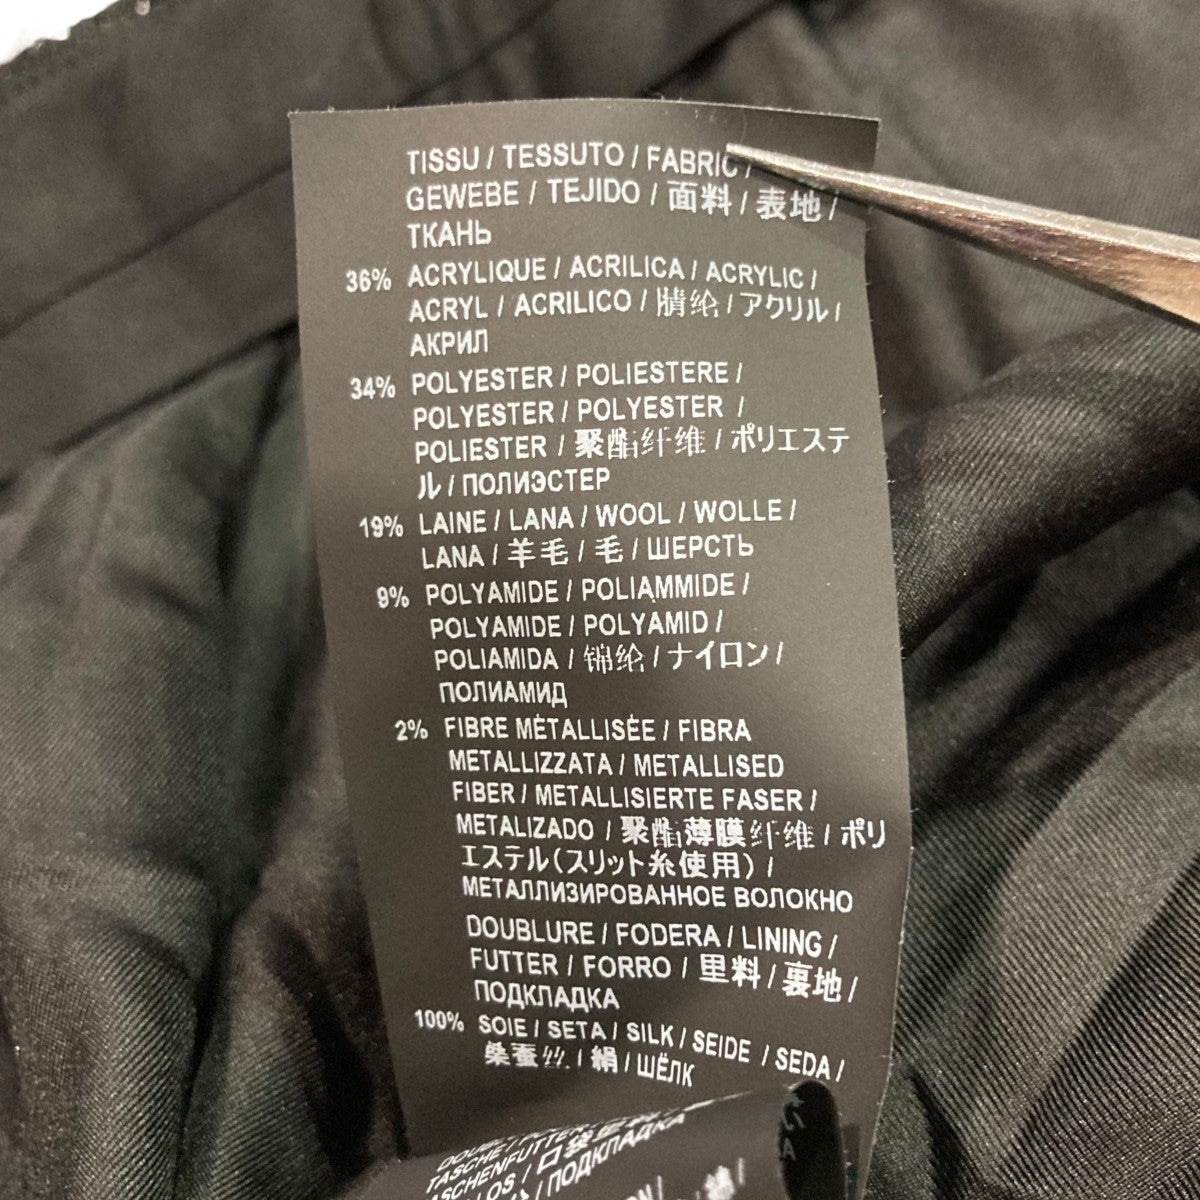 TISSU / TESSUTO / FABRIC /
GEWEBE / TEJIDO / 面料 / 表地 /
ТКАНЬ
36% ACRYLIQUE / ACRILICA / ACRYLIC /
ACRYL / ACRILICO / 腈纶 / アクリル /
АКРИЛ
34% POLYESTER / POLIESTERE /
POLYESTER / POLYESTER /
POLIESTER / 聚酯纤维 / ポリエステ
ル / ПОЛИЭСТЕР
19% LAINE / LANA / WOOL / WOLLE /
LANA / 羊毛 / 毛 / ШЕРСТЬ
9% POLYAMIDE / POLIAMMIDE /
POLYAMIDE / POLYAMID /
POLIAMIDA / 锦纶 / ナイロン /
ПОЛИАМИД
2% FIBRE MÉTALLISÉE / FIBRA
METALLIZZATA / METALLISED
FIBER / METALLISIERTE FASER /
METALIZADO / 聚酯薄膜纤维 / ポリ
エステル(スリット糸使用) /
МЕТАЛЛИЗИРОВАННОЕ ВОЛОКНО
DOUBLURE / FODERA / LINING /
FUTTER / FORRO / 里料 / 裏地 /
ПОДКЛАДКА
100% SOIE / SETA / SILK / SEIDE / SEDA /
桑蚕丝 / 絹 / ШЁЛК
ПОДКЛАДКА